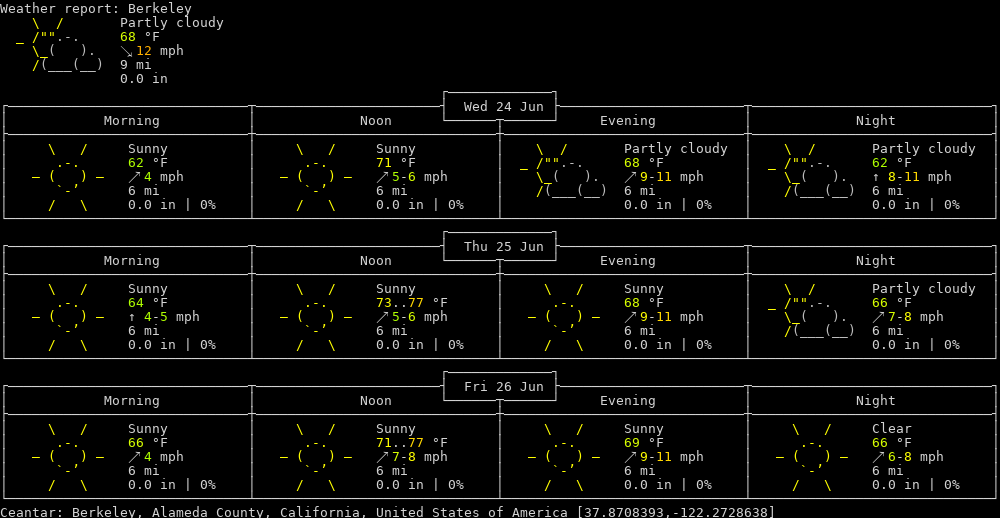 Weather report: Berkeley
Partly cloudy
68 °F
↘ 12 mph
9 mi
0.0 in
Wed 24 Jun
Morning Noon Evening Night
Sunny Sunny Partly cloudy Partly cloudy
62 °F 71 °F 68 °F 62 °F
↗ 4 mph ↗ 5-6 mph ↗ 9-11 mph ↑ 8-11 mph
6 mi 6 mi 6 mi 6 mi
0.0 in | 0% 0.0 in | 0% 0.0 in | 0% 0.0 in | 0%
Thu 25 Jun
Morning Noon Evening Night
Sunny Sunny Sunny Partly cloudy
64 °F 73..77 °F 68 °F 66 °F
↑ 4-5 mph ↗ 5-6 mph ↗ 9-11 mph ↗ 7-8 mph
6 mi 6 mi 6 mi 6 mi
0.0 in | 0% 0.0 in | 0% 0.0 in | 0% 0.0 in | 0%
Fri 26 Jun
Morning Noon Evening Night
Sunny Sunny Sunny Clear
66 °F 71..77 °F 69 °F 66 °F
↗ 4 mph ↗ 7-8 mph ↗ 9-11 mph ↗ 6-8 mph
6 mi 6 mi 6 mi 6 mi
0.0 in | 0% 0.0 in | 0% 0.0 in | 0% 0.0 in | 0%
Ceantar: Berkeley, Alameda County, California, United States of America [37.8708393,-122.2728638]